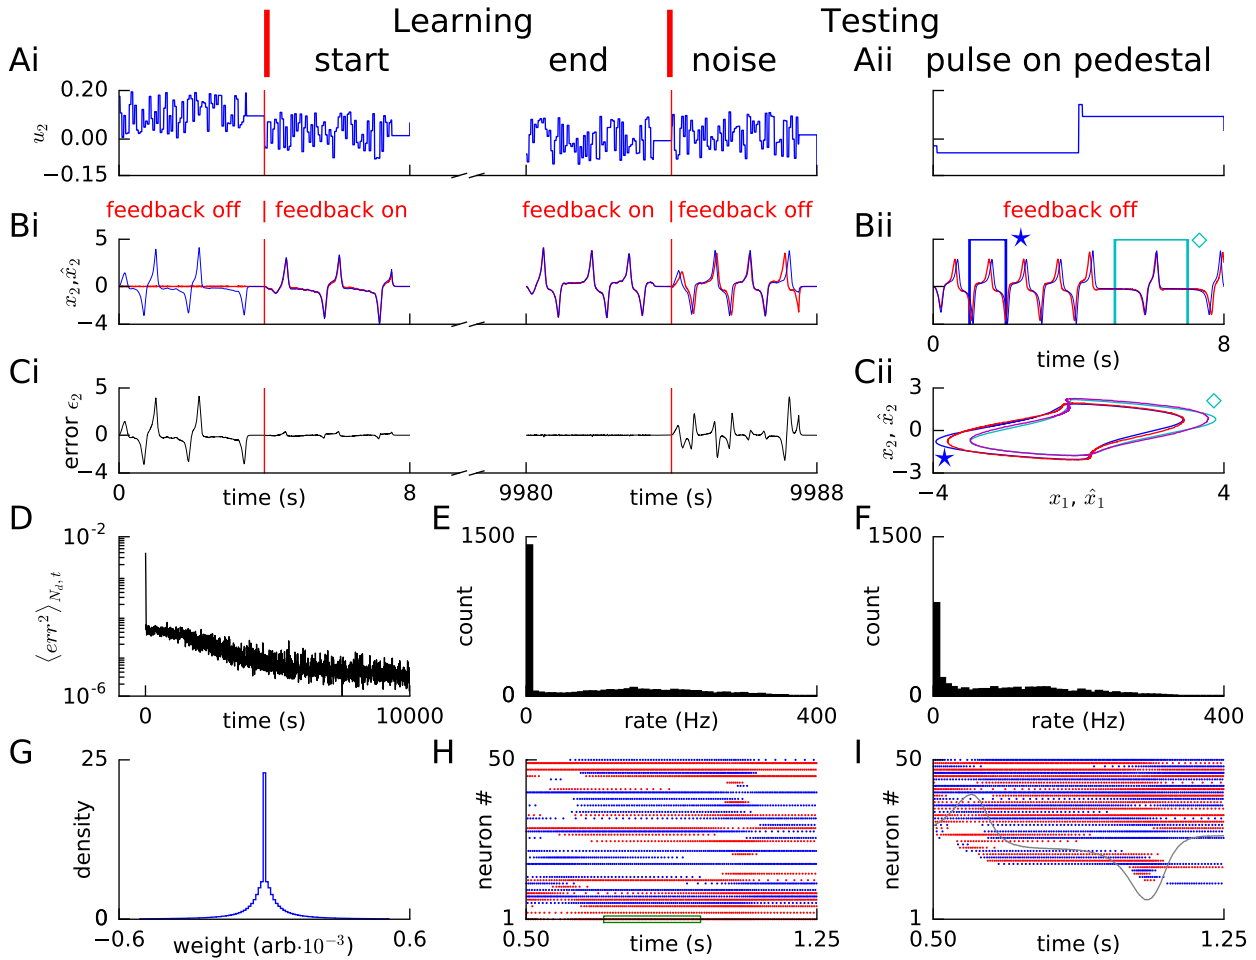 Learning Testing
Ai start end noise Aii pulse on pedestal
0.20
u₂ 0.00
−0.15
feedback off | feedback on feedback on | feedback off feedback off
Bi Bii
5
x₂, x̂₂ 0
−4
0 8
time (s)
Ci Cii
5 3
error ϵ₂ 0 x₂, x̂₂ 0
−4 −3
0 time (s) 8 9980 time (s) 9988 −4 x₁, x̂₁ 4
D E F
10⁻² 1500 1500
⟨err²⟩_{N_d,t} count count
10⁻⁶ 0 0
0 time (s) 10000 0 rate (Hz) 400 0 rate (Hz) 400
G H I
25 50 50
density neuron # neuron #
0 1 1
−0.6 weight (arb·10⁻³) 0.6 0.50 time (s) 1.25 0.50 time (s) 1.25